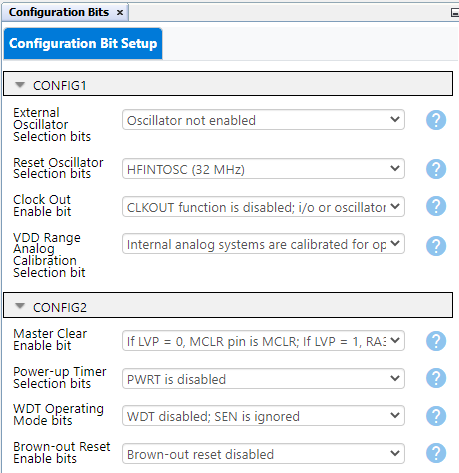 Configuration Bits ×
Configuration Bit Setup
CONFIG1
External
Oscillator
Selection bits
Oscillator not enabled
?
Reset Oscillator
Selection bits
HFINTOSC (32 MHz)
?
Clock Out
Enable bit
CLKOUT function is disabled; i/o or oscillator
?
VDD Range
Analog
Calibration
Selection bit
Internal analog systems are calibrated for op
?
CONFIG2
Master Clear
Enable bit
If LVP = 0, MCLR pin is MCLR; If LVP = 1, RA3
?
Power-up Timer
Selection bits
PWRT is disabled
?
WDT Operating
Mode bits
WDT disabled; SEN is ignored
?
Brown-out Reset
Enable bits
Brown-out reset disabled
?